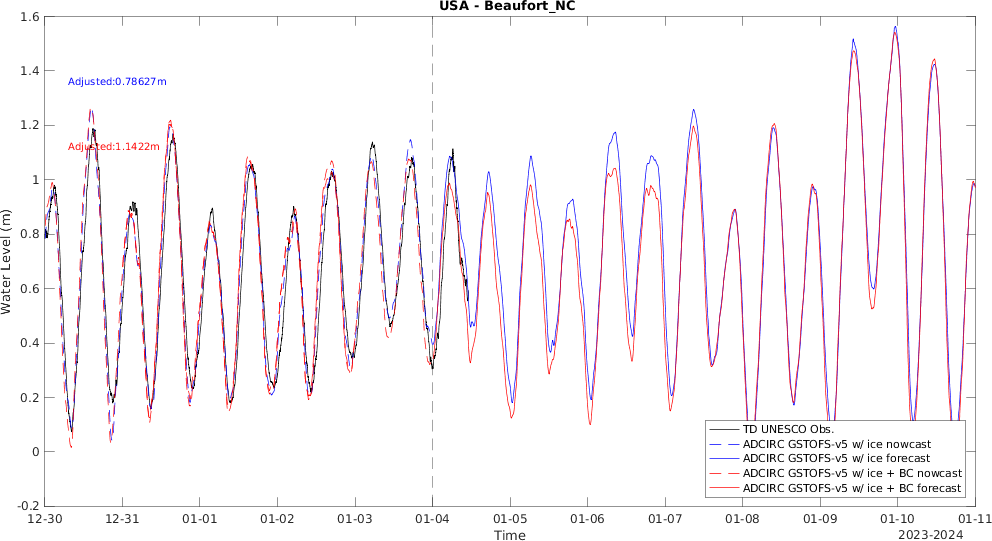 USA - Beaufort_NC
1.6
1.4
1.2
1
0.8
0.6
0.4
0.2
0
-0.2
Water Level (m)
Adjusted:0.78627m
Adjusted:1.1422m
TD UNESCO Obs.
ADCIRC GSTOFS-v5 w/ ice nowcast
ADCIRC GSTOFS-v5 w/ ice forecast
ADCIRC GSTOFS-v5 w/ ice + BC nowcast
ADCIRC GSTOFS-v5 w/ ice + BC forecast
12-30 12-31 01-01 01-02 01-03 01-04 01-05 01-06 01-07 01-08 01-09 01-10 01-11
Time
2023-2024